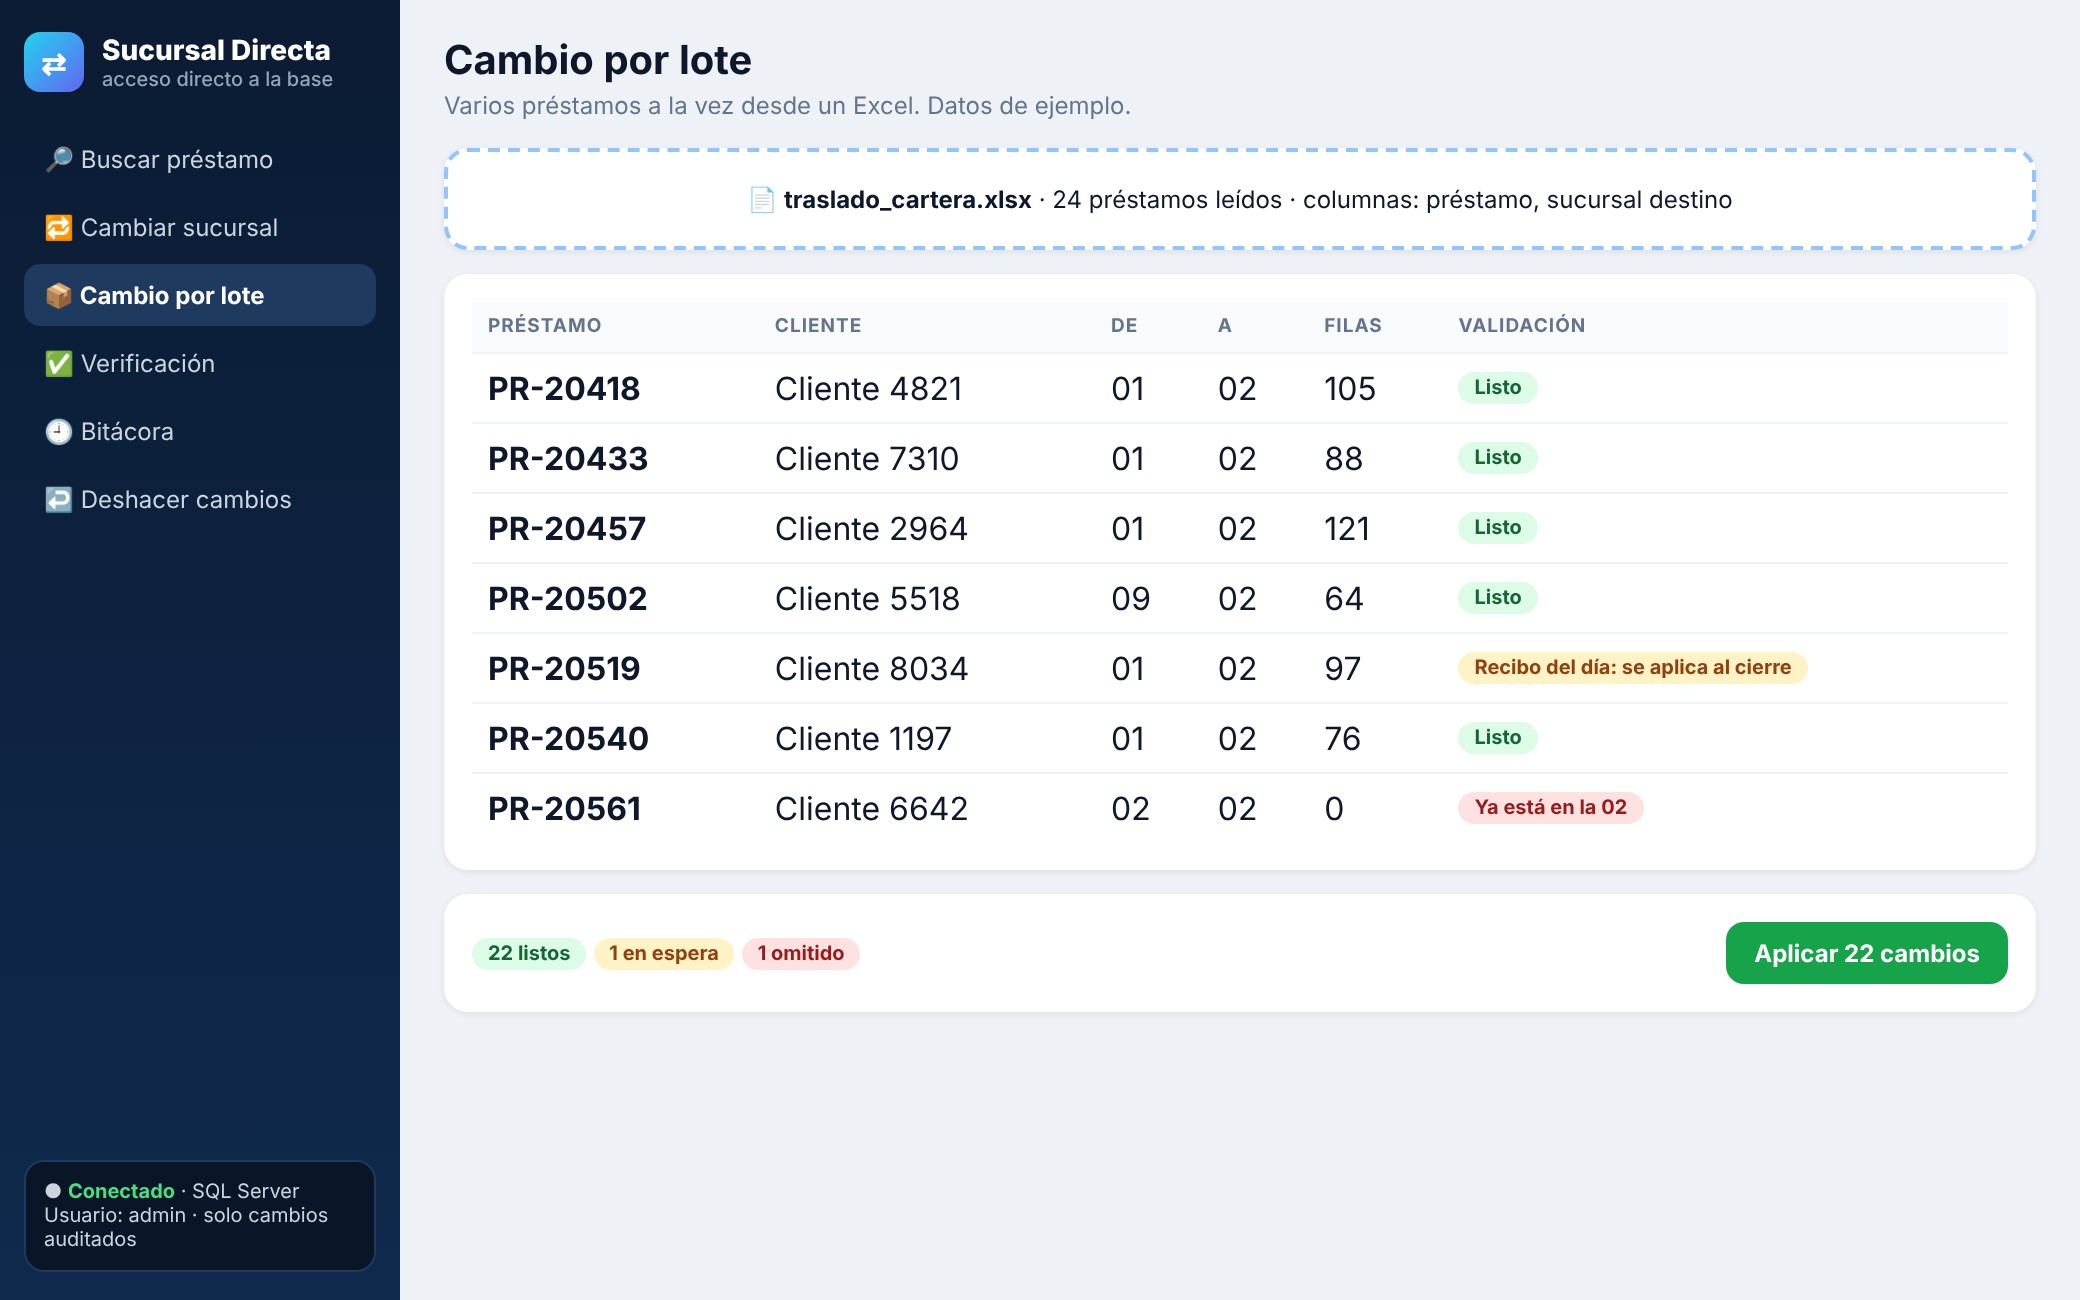 Sucursal Directa
acceso directo a la base
Buscar préstamo
Cambiar sucursal
Cambio por lote
Verificación
Bitácora
Deshacer cambios
● Conectado · SQL Server
Usuario: admin · solo cambios
auditados
Cambio por lote
Varios préstamos a la vez desde un Excel. Datos de ejemplo.
traslado_cartera.xlsx · 24 préstamos leídos · columnas: préstamo, sucursal destino
PRÉSTAMO CLIENTE DE A FILAS VALIDACIÓN
PR-20418 Cliente 4821 01 02 105 Listo
PR-20433 Cliente 7310 01 02 88 Listo
PR-20457 Cliente 2964 01 02 121 Listo
PR-20502 Cliente 5518 09 02 64 Listo
PR-20519 Cliente 8034 01 02 97 Recibo del día: se aplica al cierre
PR-20540 Cliente 1197 01 02 76 Listo
PR-20561 Cliente 6642 02 02 0 Ya está en la 02
22 listos 1 en espera 1 omitido Aplicar 22 cambios